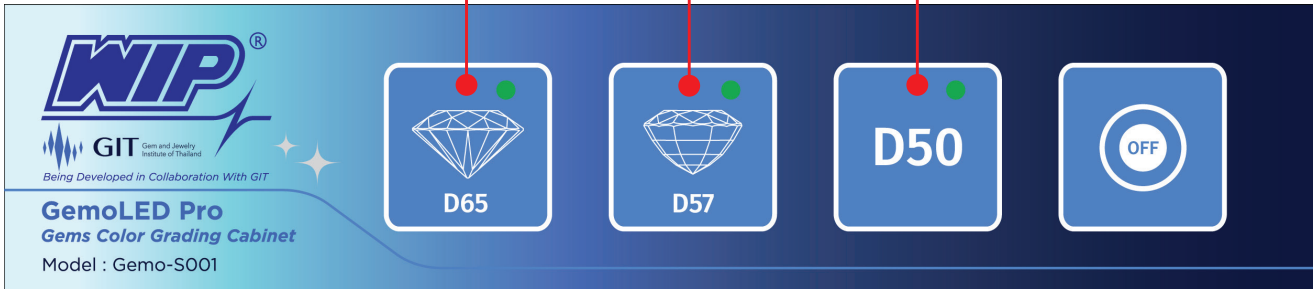 WIP®
GIT Gem and Jewelry
Institute of Thailand
Being Developed in Collaboration With GIT
GemoLED Pro
Gems Color Grading Cabinet
Model : Gemo-S001
D65
D57
D50
OFF